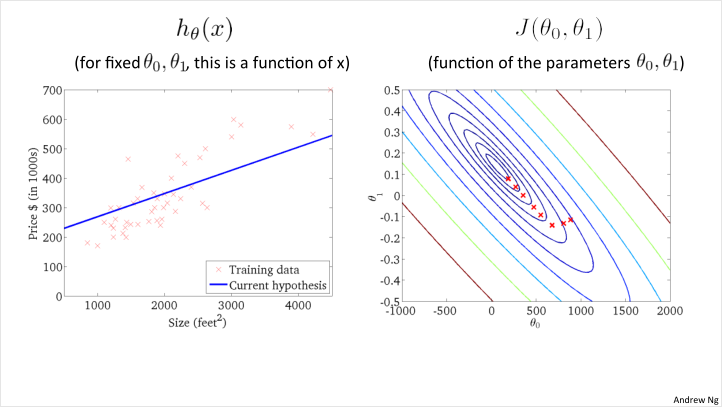 h_θ(x)
(for fixed θ₀, θ₁, this is a function of x)
700
600
500
400
300
200
100
0
Price $ (in 1000s)
1000
2000
3000
4000
Size (feet²)
Training data
Current hypothesis
J(θ₀, θ₁)
(function of the parameters θ₀, θ₁)
0.5
0.4
0.3
0.2
0.1
0
-0.1
-0.2
-0.3
-0.4
-0.5
θ₁
-1000
-500
0
500
1000
1500
2000
θ₀
Andrew Ng